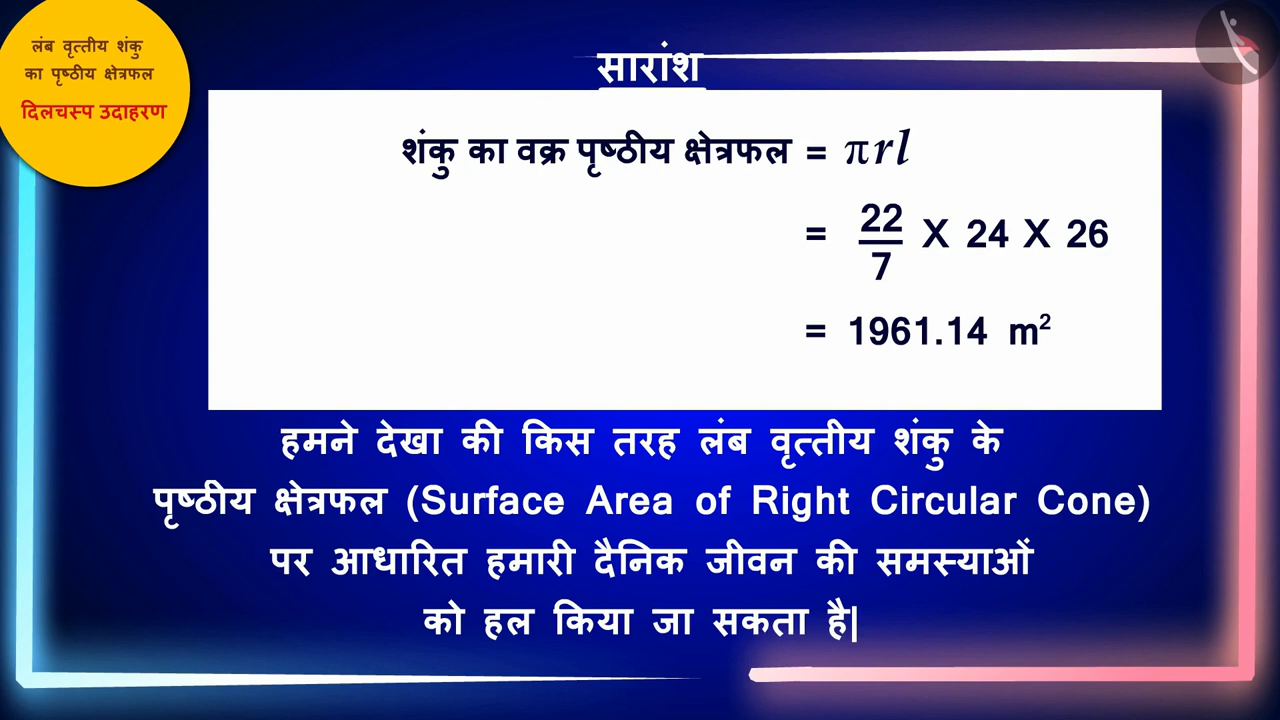 लंब वृत्तीय शंकु
का पृष्ठीय क्षेत्रफल
दिलचस्प उदाहरण
सारांश
शंकु का वक्र पृष्ठीय क्षेत्रफल = πrl
= 22/7 X 24 X 26
= 1961.14 m²
हमने देखा की किस तरह लंब वृत्तीय शंकु के
पृष्ठीय क्षेत्रफल (Surface Area of Right Circular Cone)
पर आधारित हमारी दैनिक जीवन की समस्याओं
को हल किया जा सकता है|